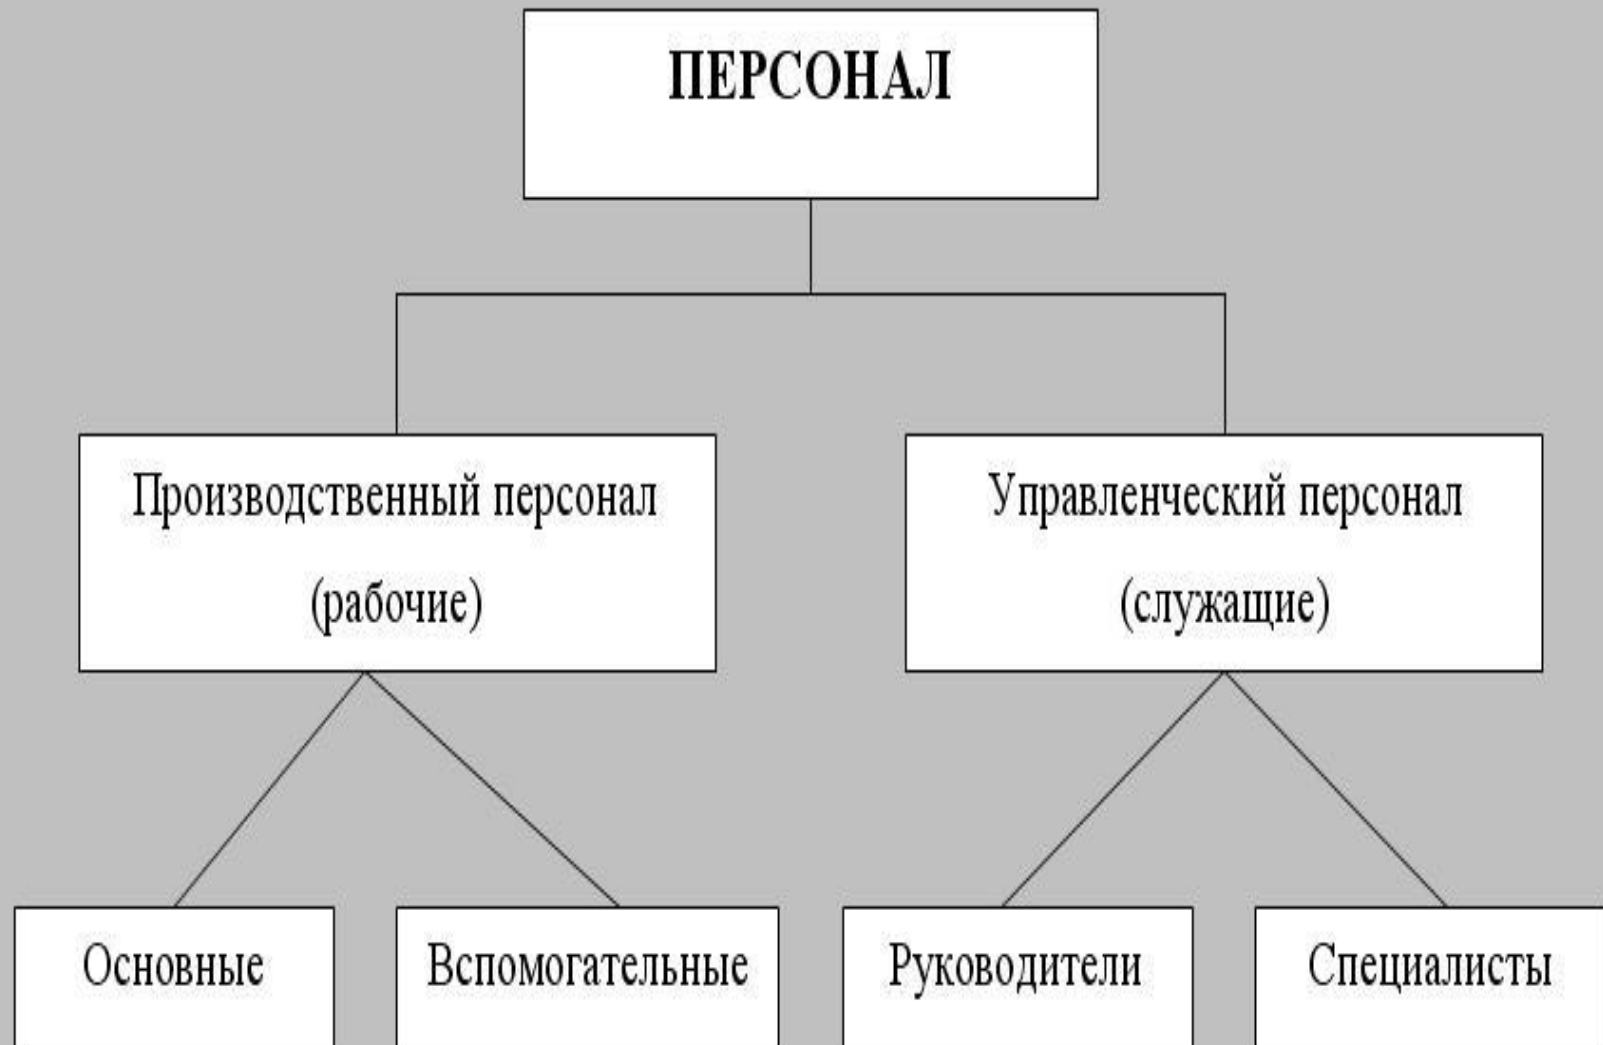 ПЕРСОНАЛ
Производственный персонал
(рабочие)
Управленческий персонал
(служащие)
Основные
Вспомогательные
Руководители
Специалисты